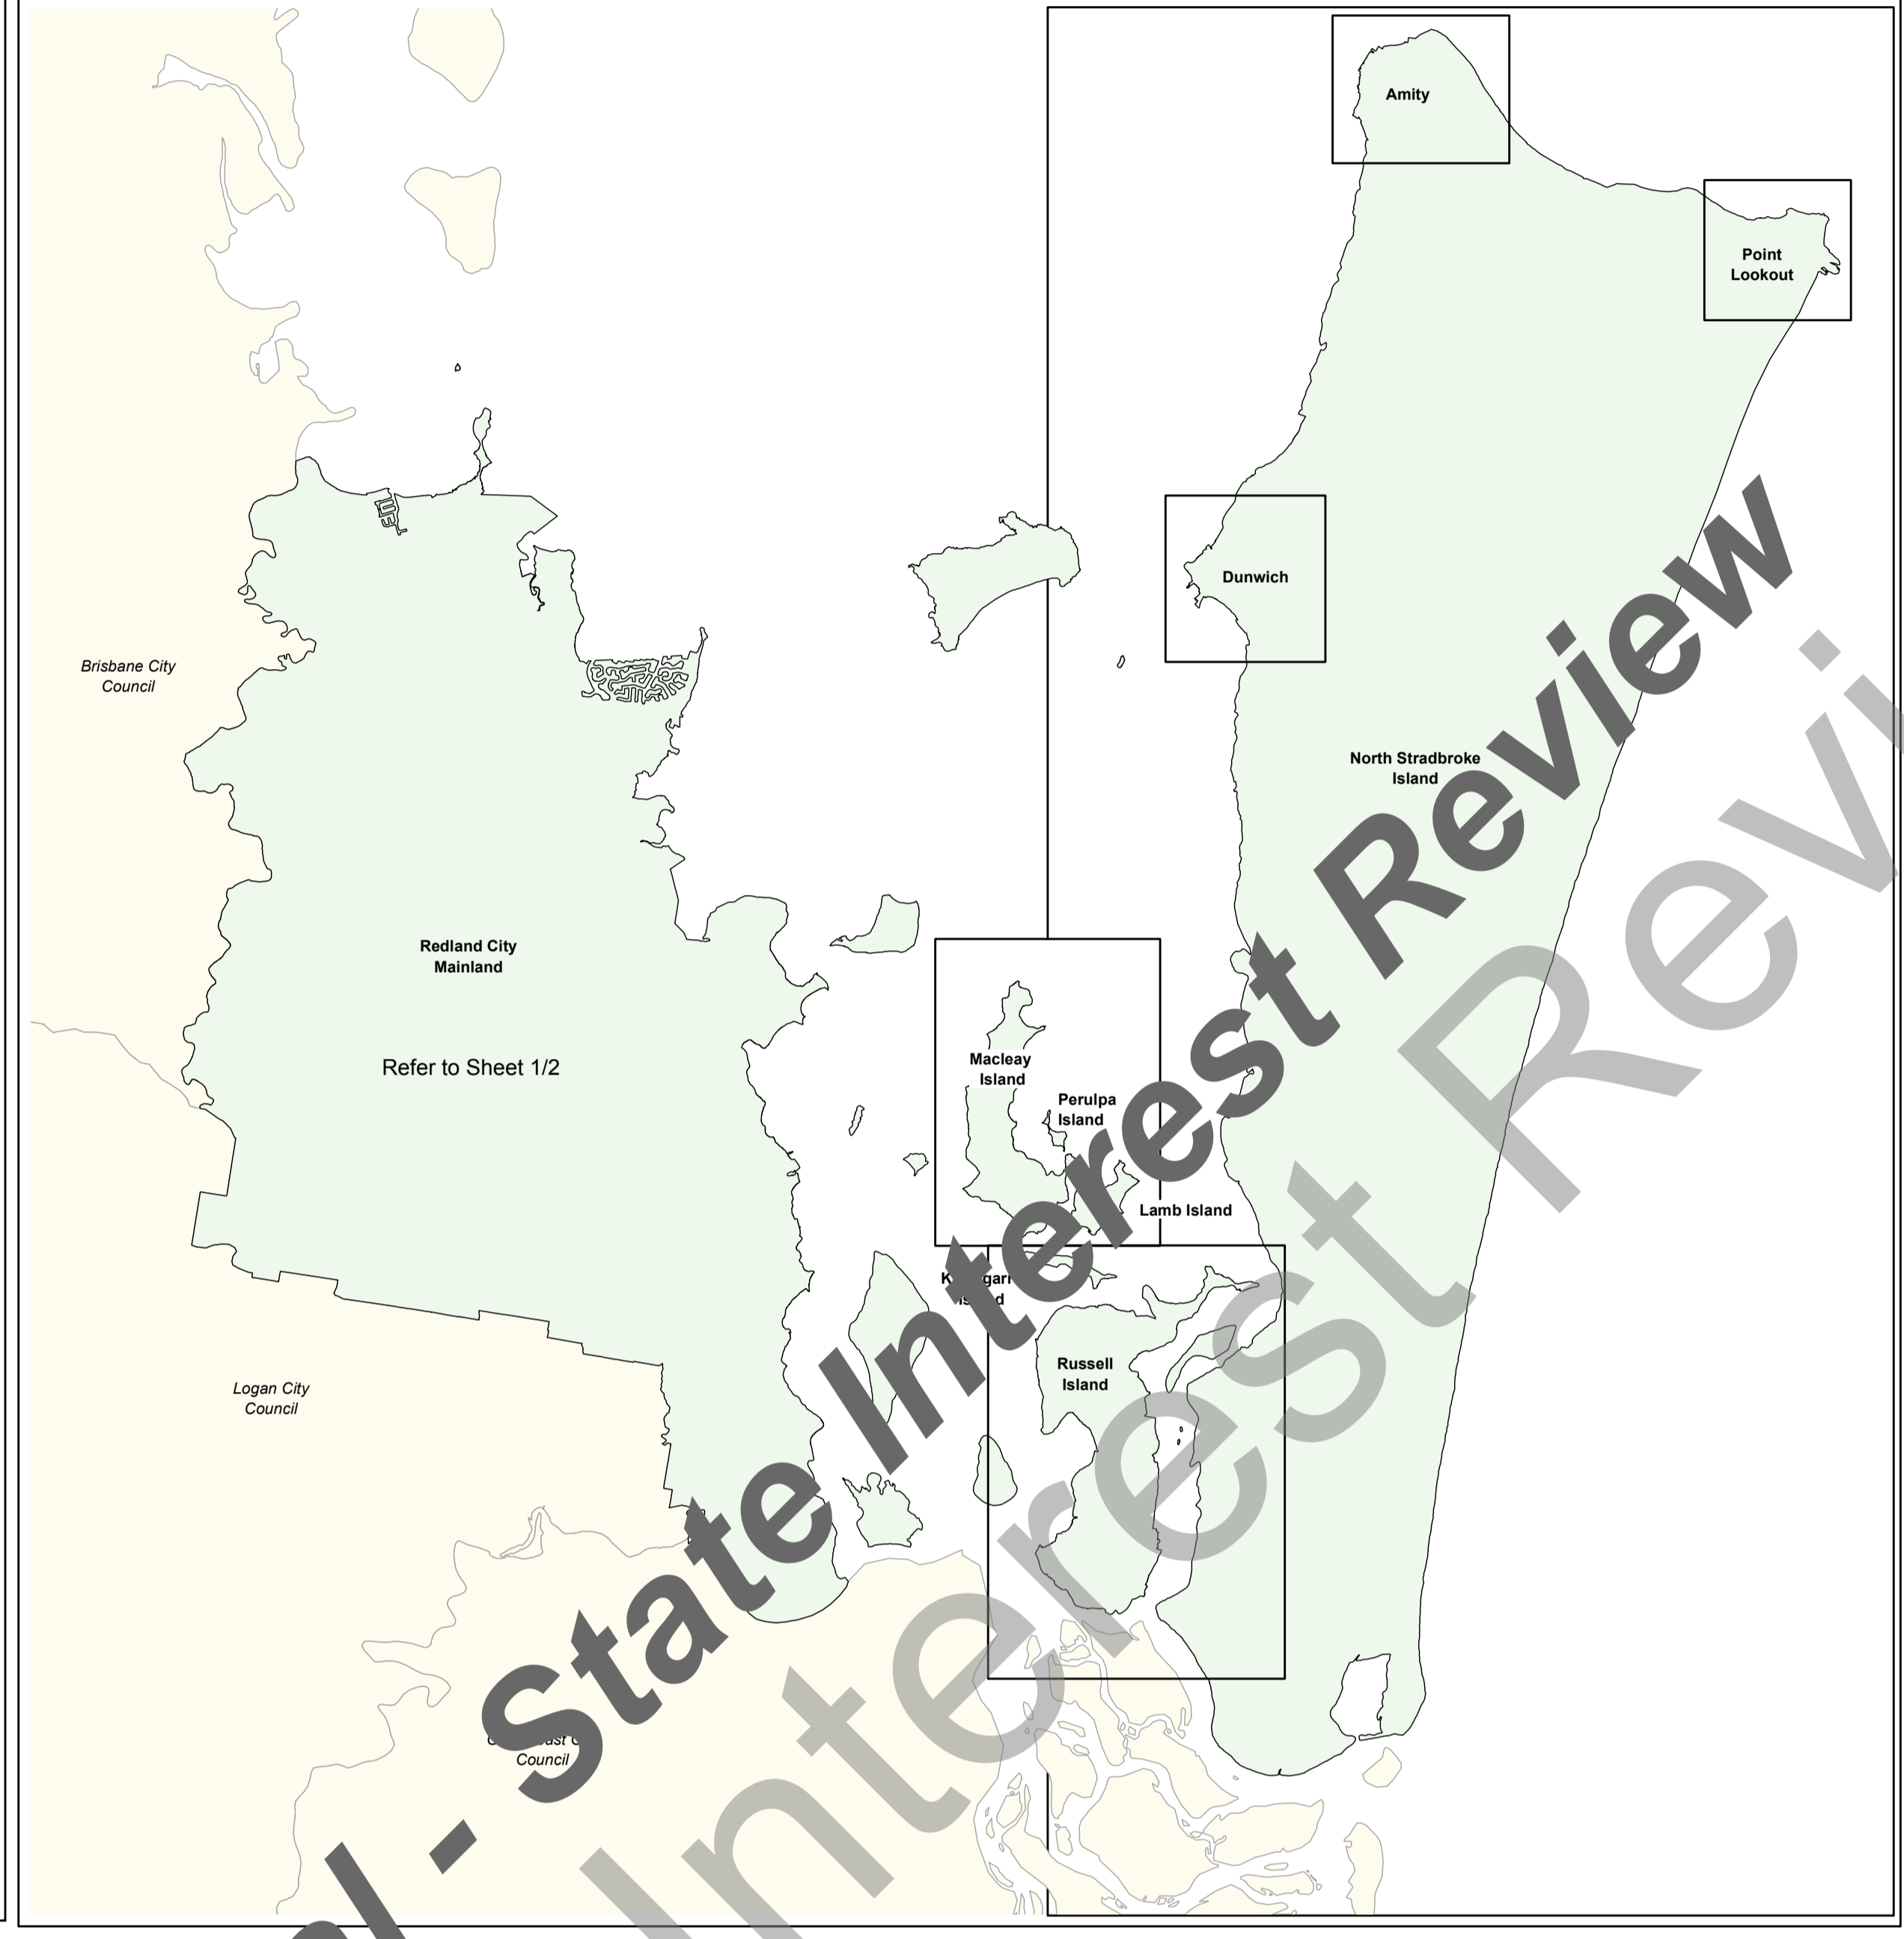 Amity
Point
Lookout
Dunwich
Brisbane City
Council
North Stradbroke
Island
Redland City
Mainland
Refer to Sheet 1/2
Macleay
Island
Perulpa
Island
Lamb Island
Russell
Island
Logan City
Council
Council
- State Interest Review
Interest Revi